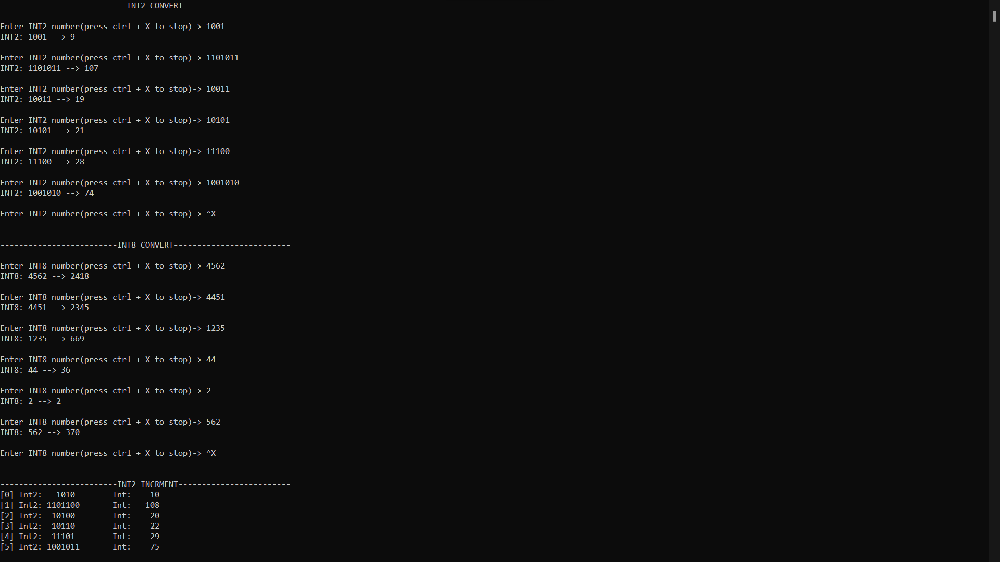 ---------------------------INT2 CONVERT---------------------------
Enter INT2 number(press ctrl + X to stop)-> 1001
INT2: 1001 --> 9
Enter INT2 number(press ctrl + X to stop)-> 1101011
INT2: 1101011 --> 107
Enter INT2 number(press ctrl + X to stop)-> 10011
INT2: 10011 --> 19
Enter INT2 number(press ctrl + X to stop)-> 10101
INT2: 10101 --> 21
Enter INT2 number(press ctrl + X to stop)-> 11100
INT2: 11100 --> 28
Enter INT2 number(press ctrl + X to stop)-> 1001010
INT2: 1001010 --> 74
Enter INT2 number(press ctrl + X to stop)-> ^X
-------------------------INT8 CONVERT-------------------------
Enter INT8 number(press ctrl + X to stop)-> 4562
INT8: 4562 --> 2418
Enter INT8 number(press ctrl + X to stop)-> 4451
INT8: 4451 --> 2345
Enter INT8 number(press ctrl + X to stop)-> 1235
INT8: 1235 --> 669
Enter INT8 number(press ctrl + X to stop)-> 44
INT8: 44 --> 36
Enter INT8 number(press ctrl + X to stop)-> 2
INT8: 2 --> 2
Enter INT8 number(press ctrl + X to stop)-> 562
INT8: 562 --> 370
Enter INT8 number(press ctrl + X to stop)-> ^X
-------------------------INT2 INCRMENT------------------------
[0] Int2:   1010        Int:    10
[1] Int2: 1101100       Int:   108
[2] Int2:  10100        Int:    20
[3] Int2:  10110        Int:    22
[4] Int2:  11101        Int:    29
[5] Int2: 1001011       Int:    75